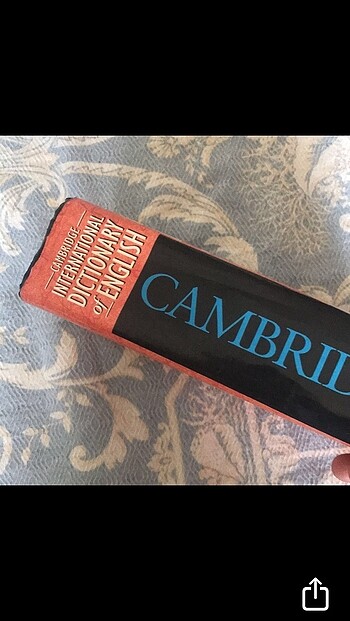 CAMBRIDGE
INTERNATIONAL
DICTIONARY
of ENGLISH
CAMBRID